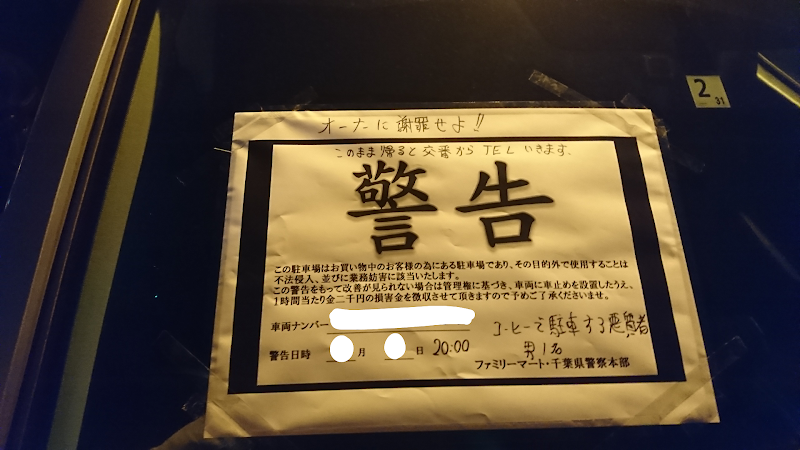 オーナーに謝罪せよ!!
このまま帰ると交番からTELいきます。
警告
この駐車場はお買い物中のお客様の為にある駐車場であり、その目的外で使用することは
不法侵入、並びに業務妨害に該当いたします。
この警告をもって改善が見られない場合は管理権に基づき、車両に車止めを設置したうえ、
1時間当たり金二千円の損害金を徴収させて頂きますので予めご了承くださいませ。
車両ナンバー
コーヒーで駐車する悪質者
男1名
警告日時 月 日 20:00
ファミリーマート・千葉県警察本部
2
31